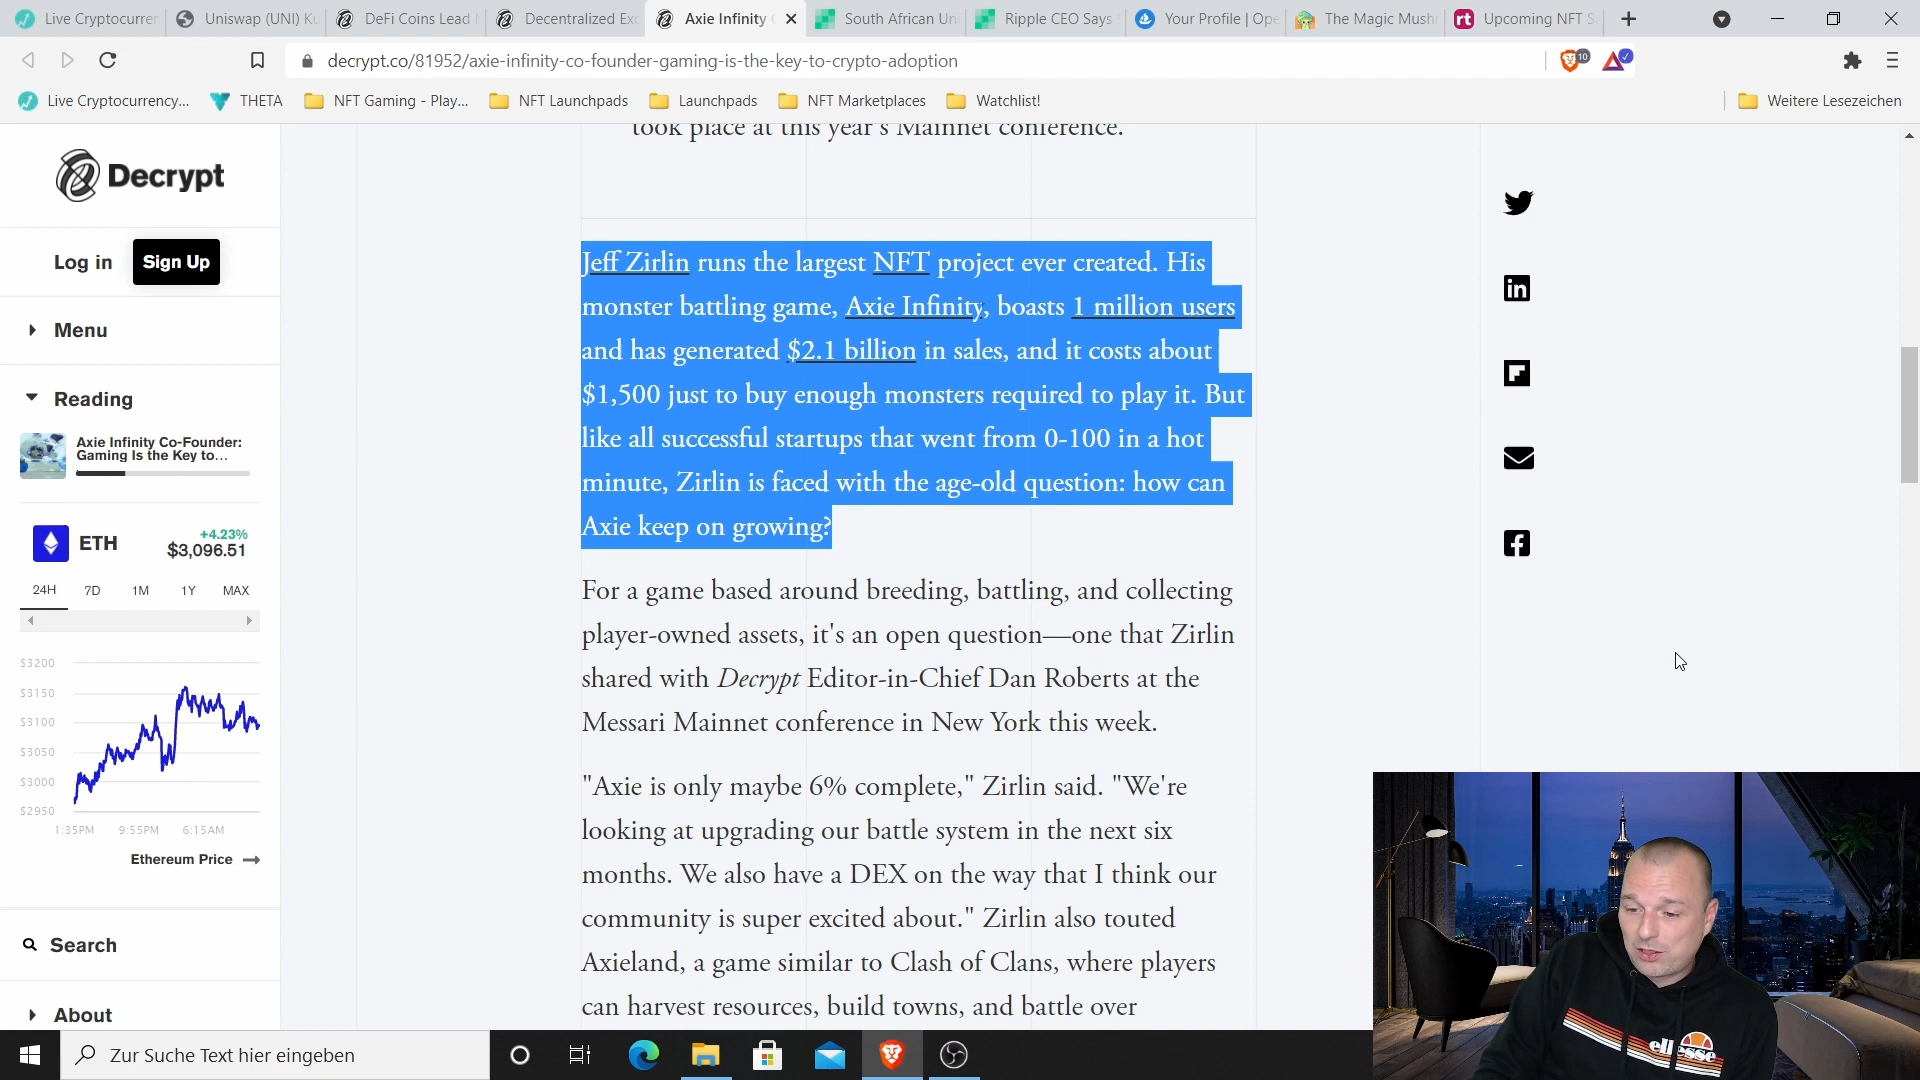 Live Cryptocurren
Uniswap (UNI) Ku
DeFi Coins Lead
Decentralized Exc
Axie Infinity
South African Un
Ripple CEO Says
Your Profile | Ope
The Magic Mushr
Upcoming NFT S
decrypt.co/81952/axie-infinity-co-founder-gaming-is-the-key-to-crypto-adoption
10
Live Cryptocurrency...
THETA
NFT Gaming - Play...
NFT Launchpads
Launchpads
NFT Marketplaces
Watchlist!
Weitere Lesezeichen
Decrypt
Log in
Sign Up
Menu
Reading
Axie Infinity Co-Founder:
Gaming Is the Key to...
ETH
+4.23%
$3,096.51
24H 7D 1M 1Y MAX
$3200
$3150
$3100
$3050
$3000
$2950
1:35PM 9:55PM 6:15AM
Ethereum Price
Search
About
took place at this year's Mainnet conference.
Jeff Zirlin runs the largest NFT project ever created. His
monster battling game, Axie Infinity, boasts 1 million users
and has generated $2.1 billion in sales, and it costs about
$1,500 just to buy enough monsters required to play it. But
like all successful startups that went from 0-100 in a hot
minute, Zirlin is faced with the age-old question: how can
Axie keep on growing?
For a game based around breeding, battling, and collecting
player-owned assets, it's an open question—one that Zirlin
shared with Decrypt Editor-in-Chief Dan Roberts at the
Messari Mainnet conference in New York this week.
"Axie is only maybe 6% complete," Zirlin said. "We're
looking at upgrading our battle system in the next six
months. We also have a DEX on the way that I think our
community is super excited about." Zirlin also touted
Axieland, a game similar to Clash of Clans, where players
can harvest resources, build towns, and battle over
ellesse
Zur Suche Text hier eingeben